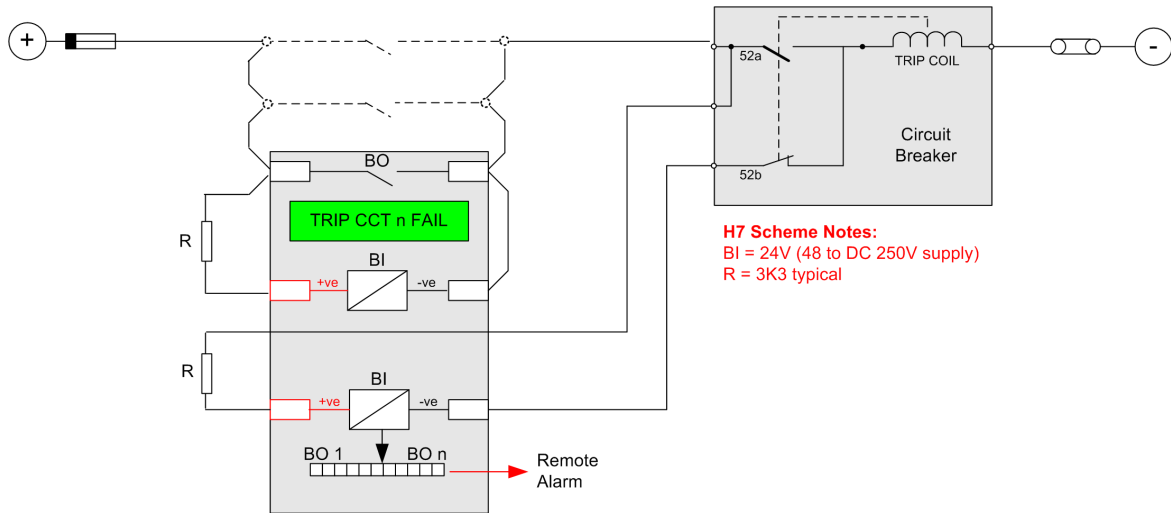 +
-
52a
TRIP COIL
Circuit
Breaker
52b
BO
TRIP CCT n FAIL
R
BI
+ve
-ve
H7 Scheme Notes:
BI = 24V (48 to DC 250V supply)
R = 3K3 typical
R
BI
+ve
-ve
BO 1
BO n
Remote
Alarm